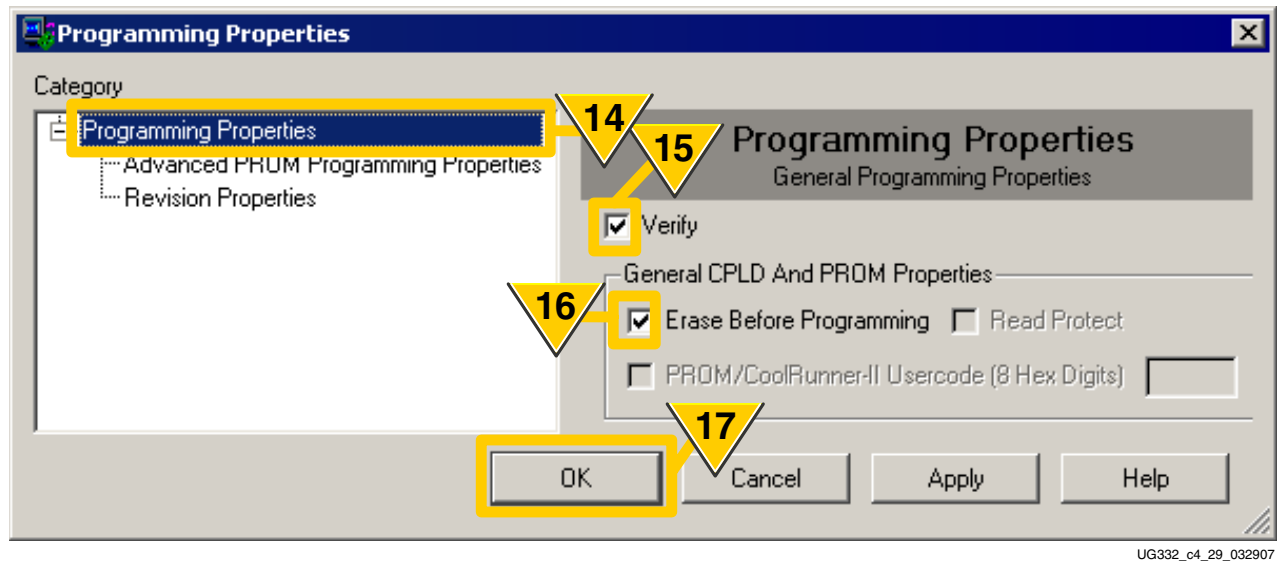 Programming Properties
Category
Programming Properties
Advanced PROM Programming Properties
Revision Properties
14
15
Programming Properties
General Programming Properties
Verify
General CPLD And PROM Properties
16
Erase Before Programming Read Protect
PROM/CoolRunner-II Usercode (8 Hex Digits)
17
OK Cancel Apply Help
UG332_c4_29_032907